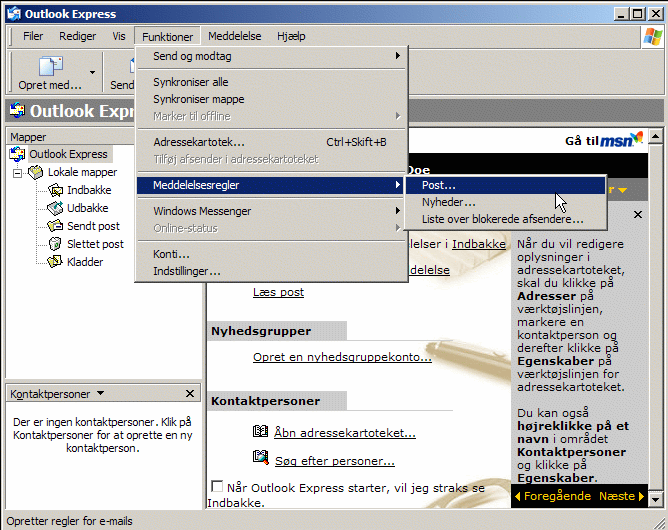 Outlook Express
Filer Rediger Vis Funktioner Meddelelse Hjælp
Opret med... Send
Send og modtag
Synkroniser alle
Synkroniser mappe
Marker til offline
Adressekartotek... Ctrl+Skift+B
Tilføj afsender i adressekartoteket
Meddelelsesregler
Windows Messenger
Online-status
Konti...
Indstillinger...
Post...
Nyheder...
Liste over blokerede afsendere...
Outlook Expr
Gå til msn
Doe
Mapper
Outlook Express
Lokale mapper
Indbakke
Udbakke
Sendt post
Slettet post
Kladder
elser i Indbakke
delelse
Læs post
Nyhedsgrupper
Opret en nyhedsgruppekonto...
Kontaktpersoner
Åbn adressekartoteket...
Søg efter personer...
Når Outlook Express starter, vil jeg straks se
Indbakke.
Når du vil redigere
oplysninger i
adressekartoteket,
skal du klikke på
Adresser på
værktøjslinjen,
markere en
kontaktperson og
derefter klikke på
Egenskaber på
værktøjslinjen for
adressekartoteket.
Du kan også
højreklikke på et
navn i området
Kontaktpersoner
og klikke på
Egenskaber.
Foregående Næste
Kontaktpersoner
Der er ingen kontaktpersoner. Klik på
Kontaktpersoner for at oprette en ny
kontaktperson.
Opretter regler for e-mails